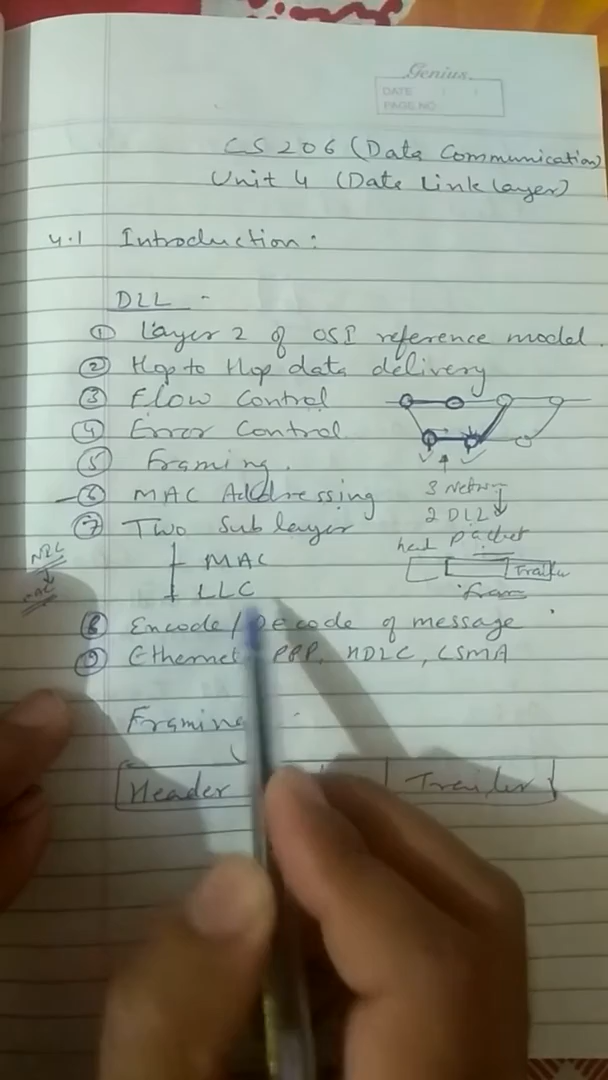 Genius
DATE
PAGE NO
CS 206 (Data Communication)
Unit 4 (Date Link layer)
4.1 Introduction:
DLL -
① Layer 2 of OSI reference model.
② Hop to Hop data delivery
③ Flow Control
④ Error Control
⑤ Framing.
⑥ MAC Addressing
3 Netw
⑦ Two Sub layer
2 DLL
MAC
packet
LLC
Trailer
⑧ Encode/Decode of message
⑨ Ethernet PPP, HDLC, CSMA
Framing -
Header Trailer